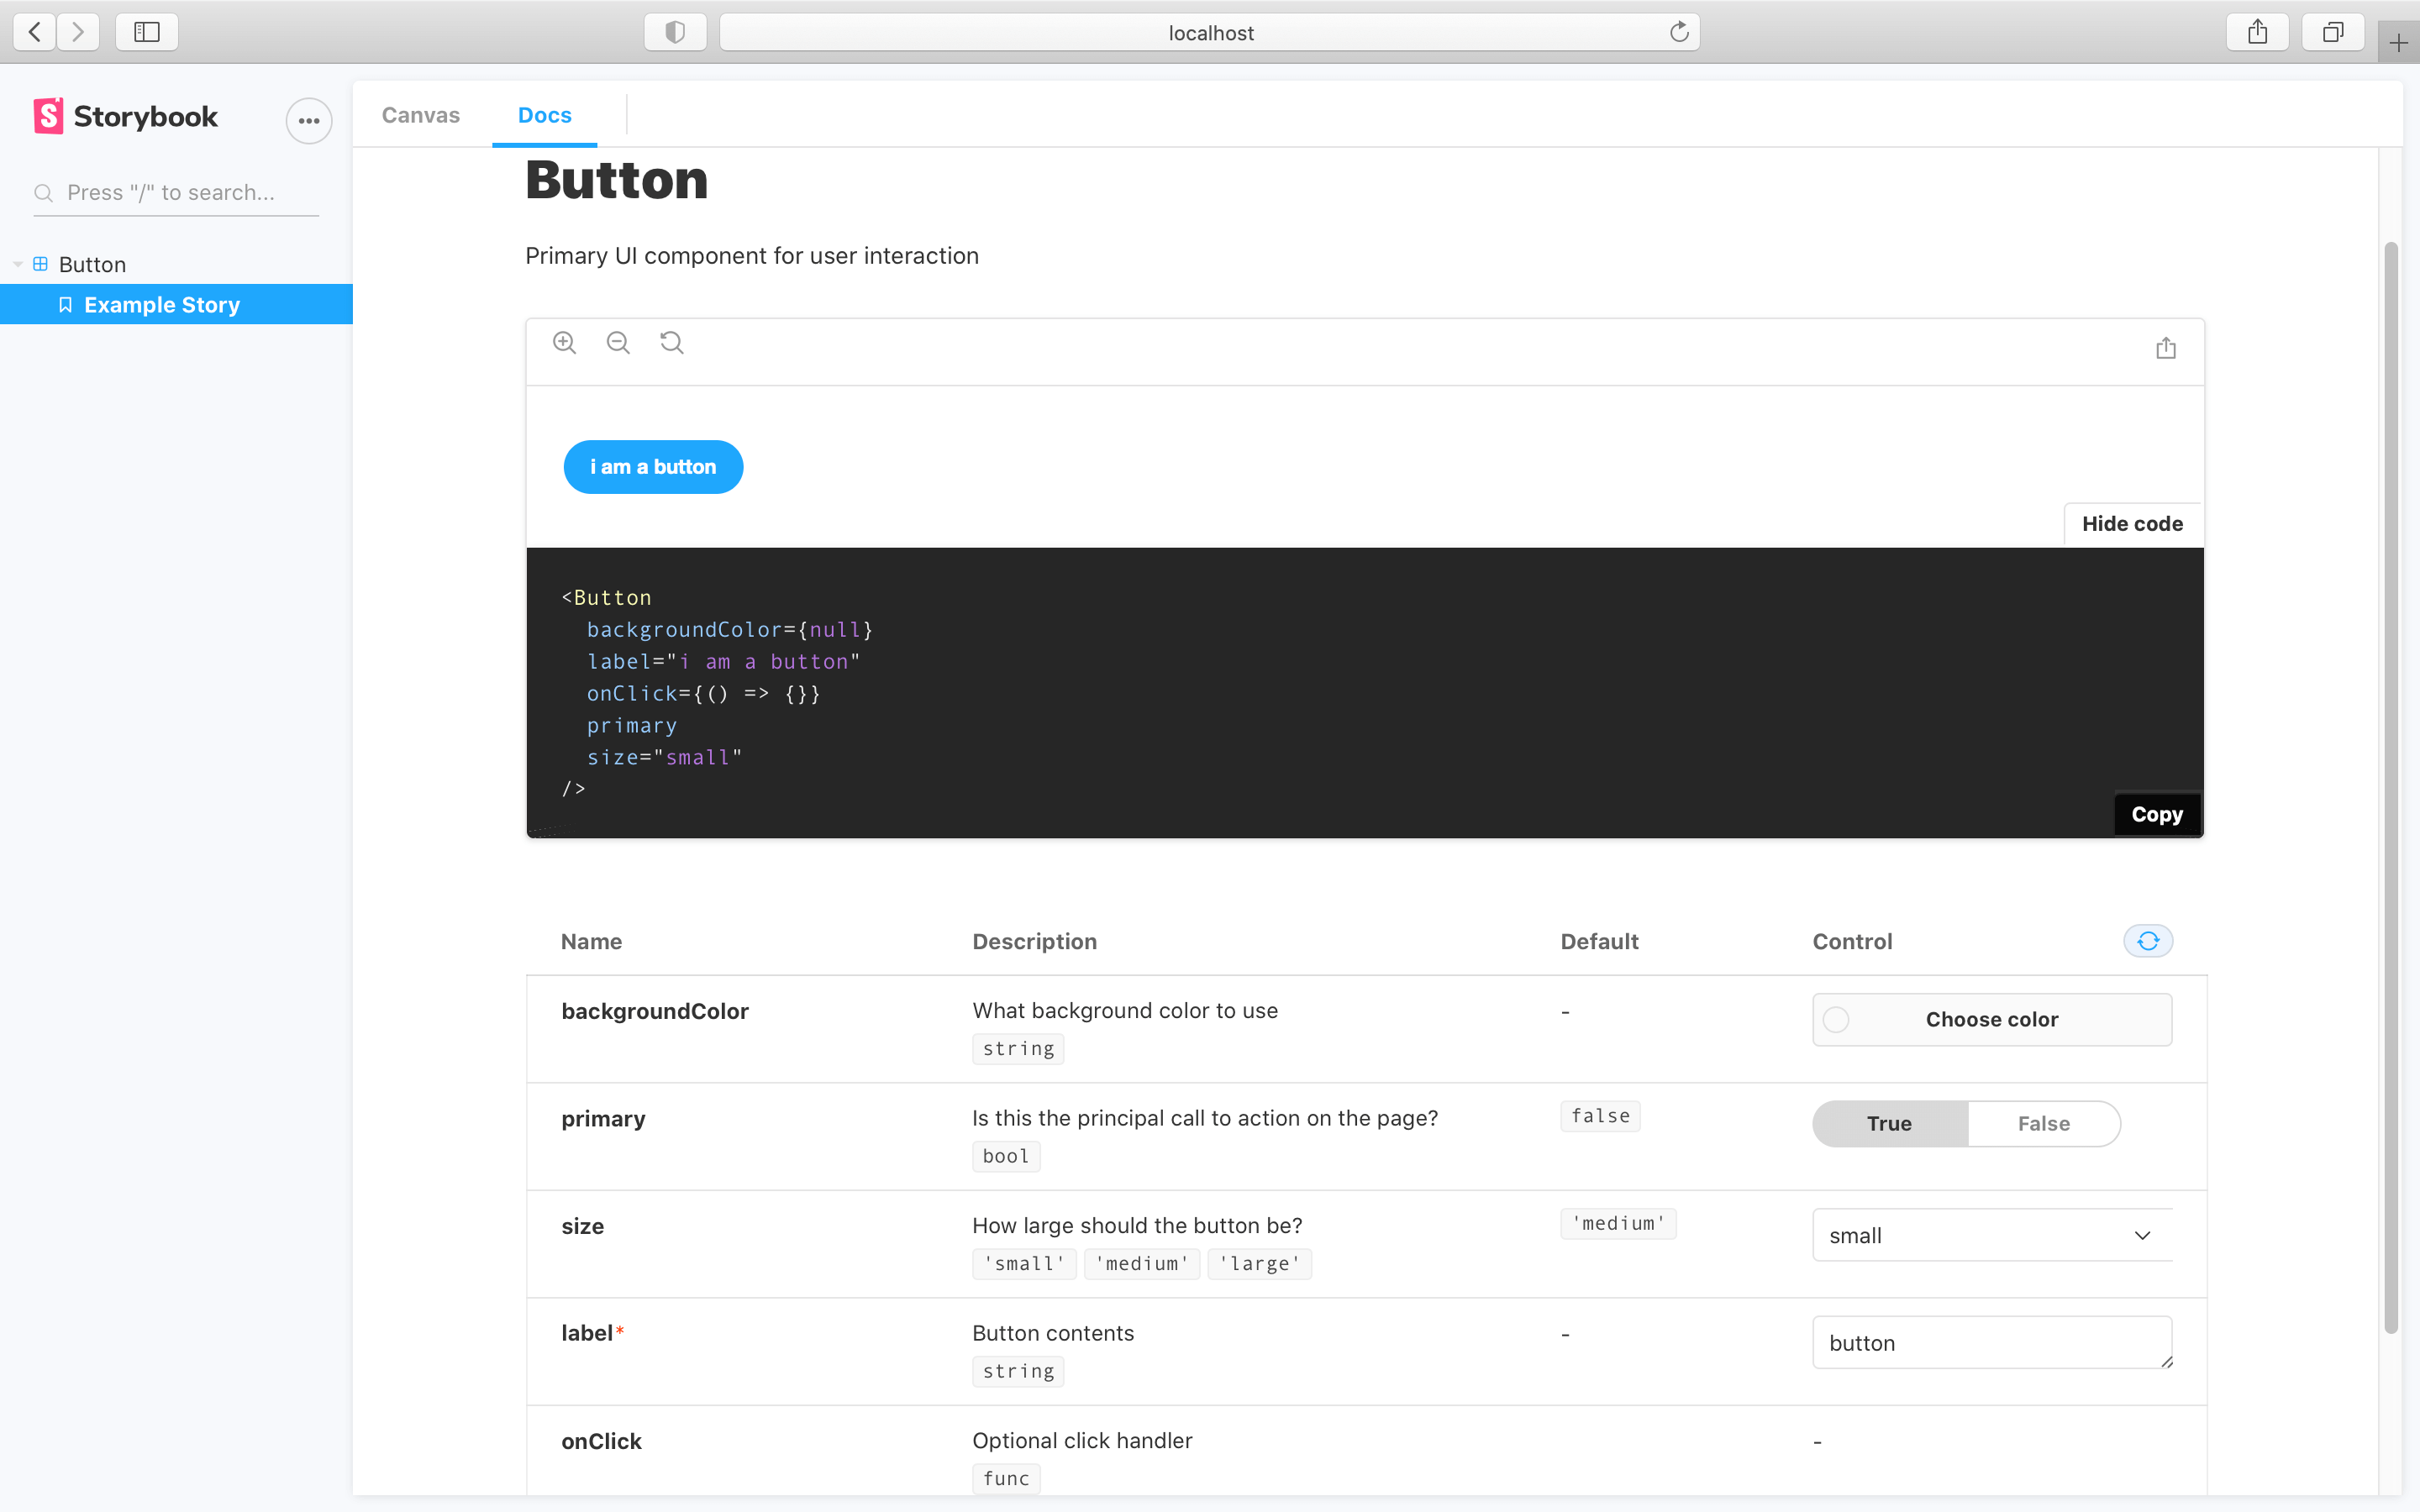 localhost
Storybook
Canvas
Docs
Press "/" to search...
Button
Example Story
Button
Primary UI component for user interaction
i am a button
Hide code
<Button
  backgroundColor={null}
  label="i am a button"
  onClick={() => {}}
  primary
  size="small"
/>
Copy
Name Description Default Control
backgroundColor What background color to use - Choose color
string
primary Is this the principal call to action on the page? false True False
bool
size How large should the button be? 'medium' small
'small' 'medium' 'large'
label* Button contents - button
string
onClick Optional click handler -
func